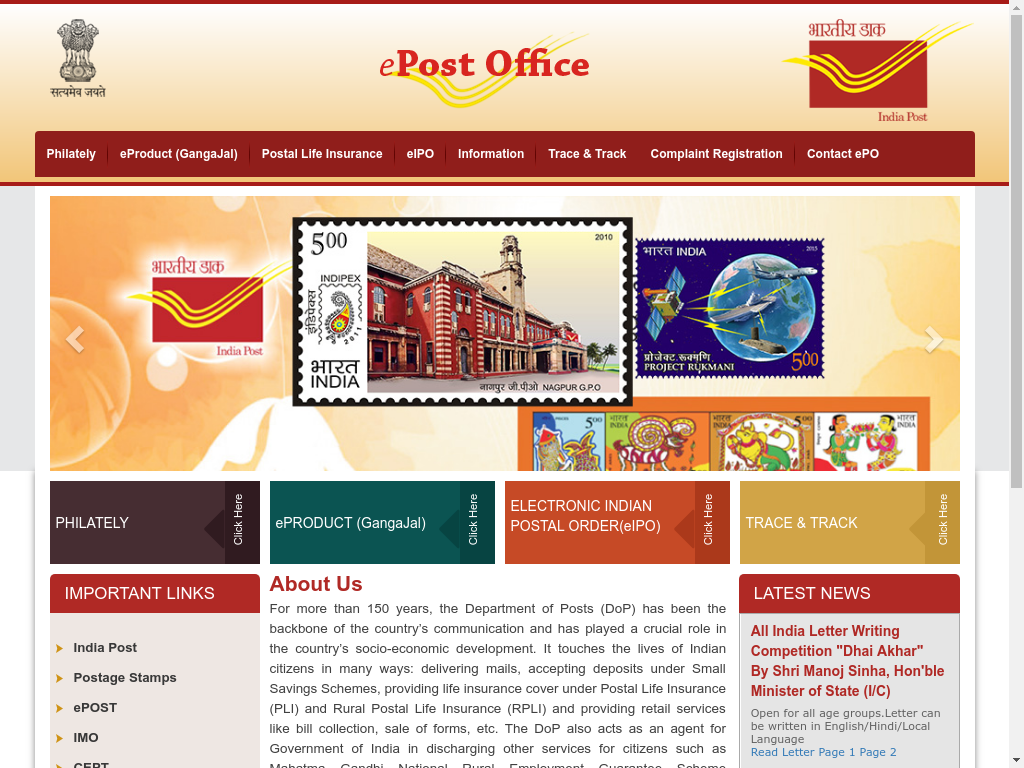 सत्यमेव जयते
ePost Office
भारतीय डाक
India Post
Philately
eProduct (GangaJal)
Postal Life Insurance
eIPO
Information
Trace & Track
Complaint Registration
Contact ePO
भारतीय डाक
India Post
500
2010
INDIPEX
इंडिपेक्स
2011
भारत
INDIA
नागपुर जी.पी.ओ NAGPUR G.P.O
भारत INDIA
2015
प्रोजेक्ट रूक्मणि
PROJECT RUKMANI
500
500
भारत
INDIA
500
भारत
INDIA
500
भारत
INDIA
PHILATELY
Click Here
ePRODUCT (GangaJal)
Click Here
ELECTRONIC INDIAN
POSTAL ORDER(eIPO)
Click Here
TRACE & TRACK
Click Here
IMPORTANT LINKS
India Post
Postage Stamps
ePOST
IMO
CEPT
About Us
For more than 150 years, the Department of Posts (DoP) has been the
backbone of the country's communication and has played a crucial role in
the country's socio-economic development. It touches the lives of Indian
citizens in many ways: delivering mails, accepting deposits under Small
Savings Schemes, providing life insurance cover under Postal Life Insurance
(PLI) and Rural Postal Life Insurance (RPLI) and providing retail services
like bill collection, sale of forms, etc. The DoP also acts as an agent for
Government of India in discharging other services for citizens such as
Mahatma Gandhi National Rural Employment Guarantee Scheme
LATEST NEWS
All India Letter Writing
Competition "Dhai Akhar"
By Shri Manoj Sinha, Hon'ble
Minister of State (I/C)
Open for all age groups.Letter can
be written in English/Hindi/Local
Language
Read Letter Page 1 Page 2